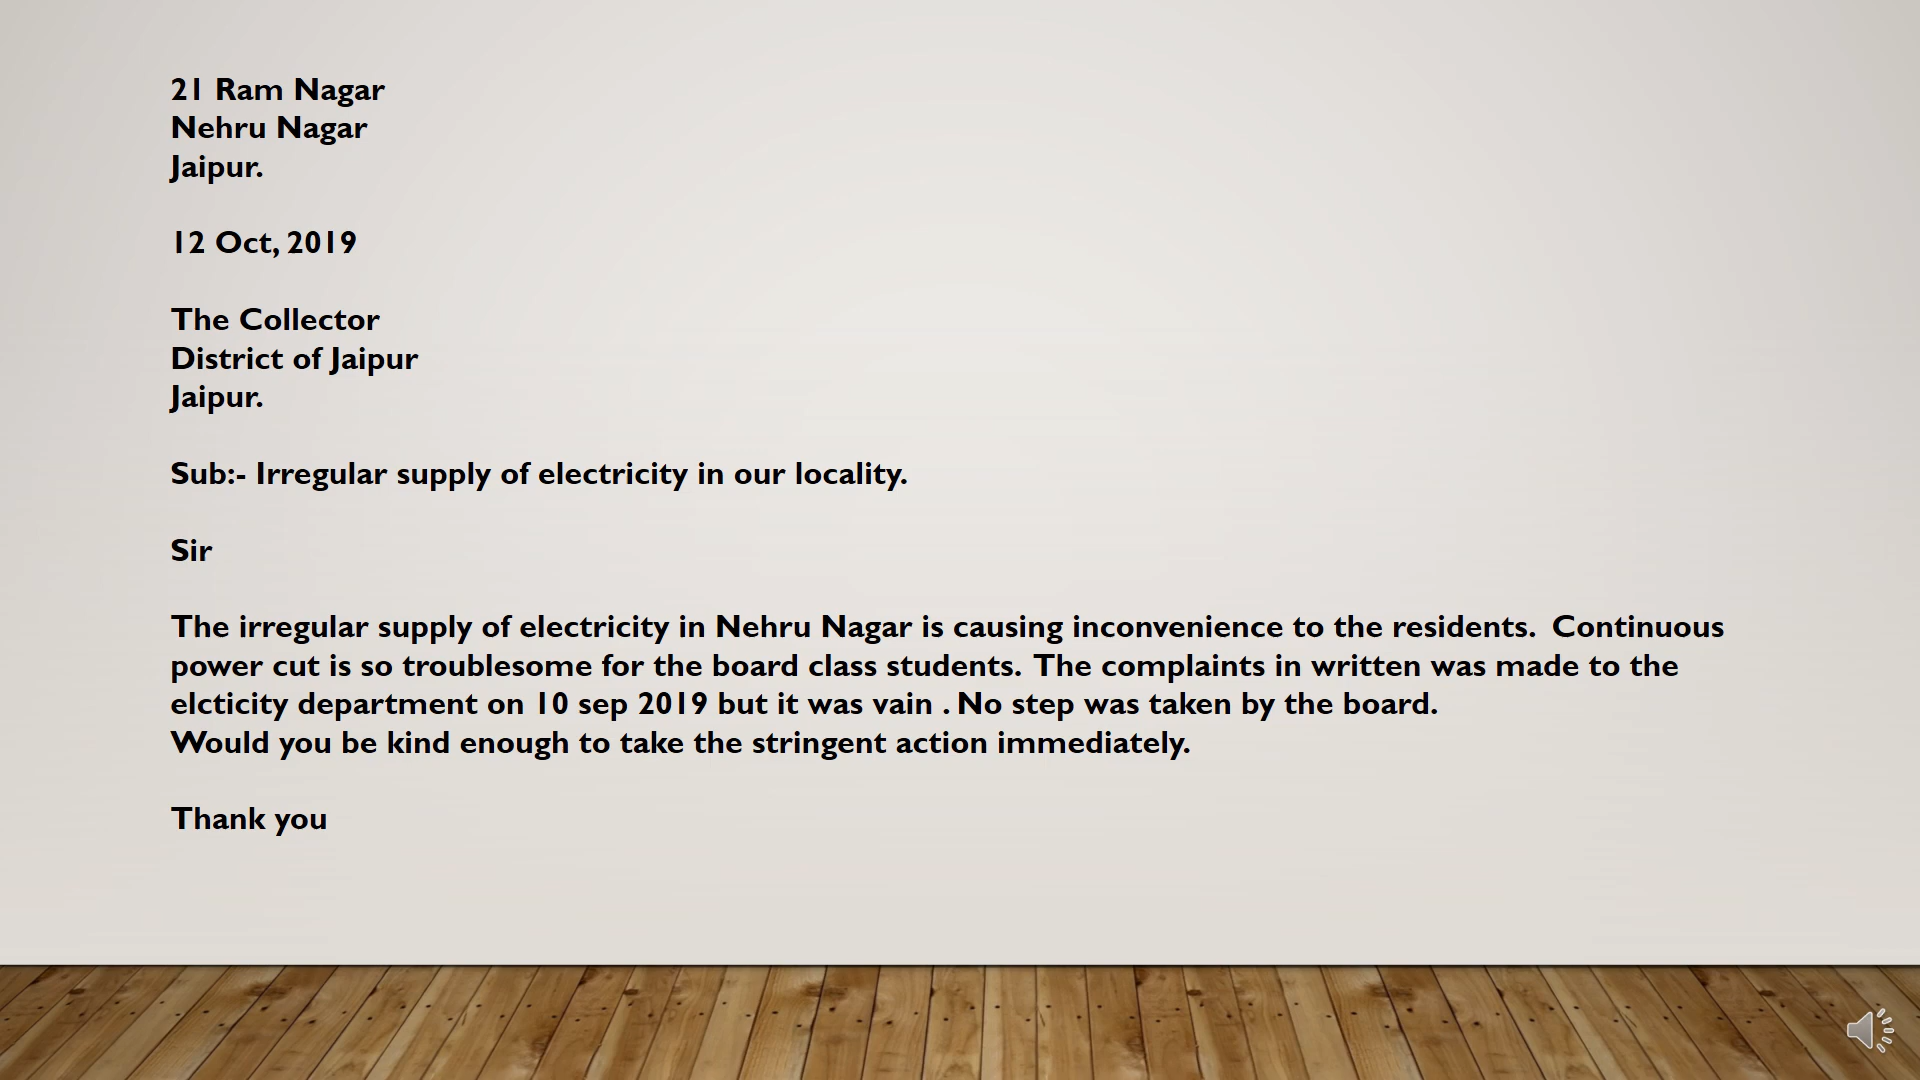 21 Ram Nagar
Nehru Nagar
Jaipur.
12 Oct, 2019
The Collector
District of Jaipur
Jaipur.
Sub:- Irregular supply of electricity in our locality.
Sir
The irregular supply of electricity in Nehru Nagar is causing inconvenience to the residents.  Continuous
power cut is so troublesome for the board class students. The complaints in written was made to the
elcticity department on 10 sep 2019 but it was vain . No step was taken by the board.
Would you be kind enough to take the stringent action immediately.
Thank you